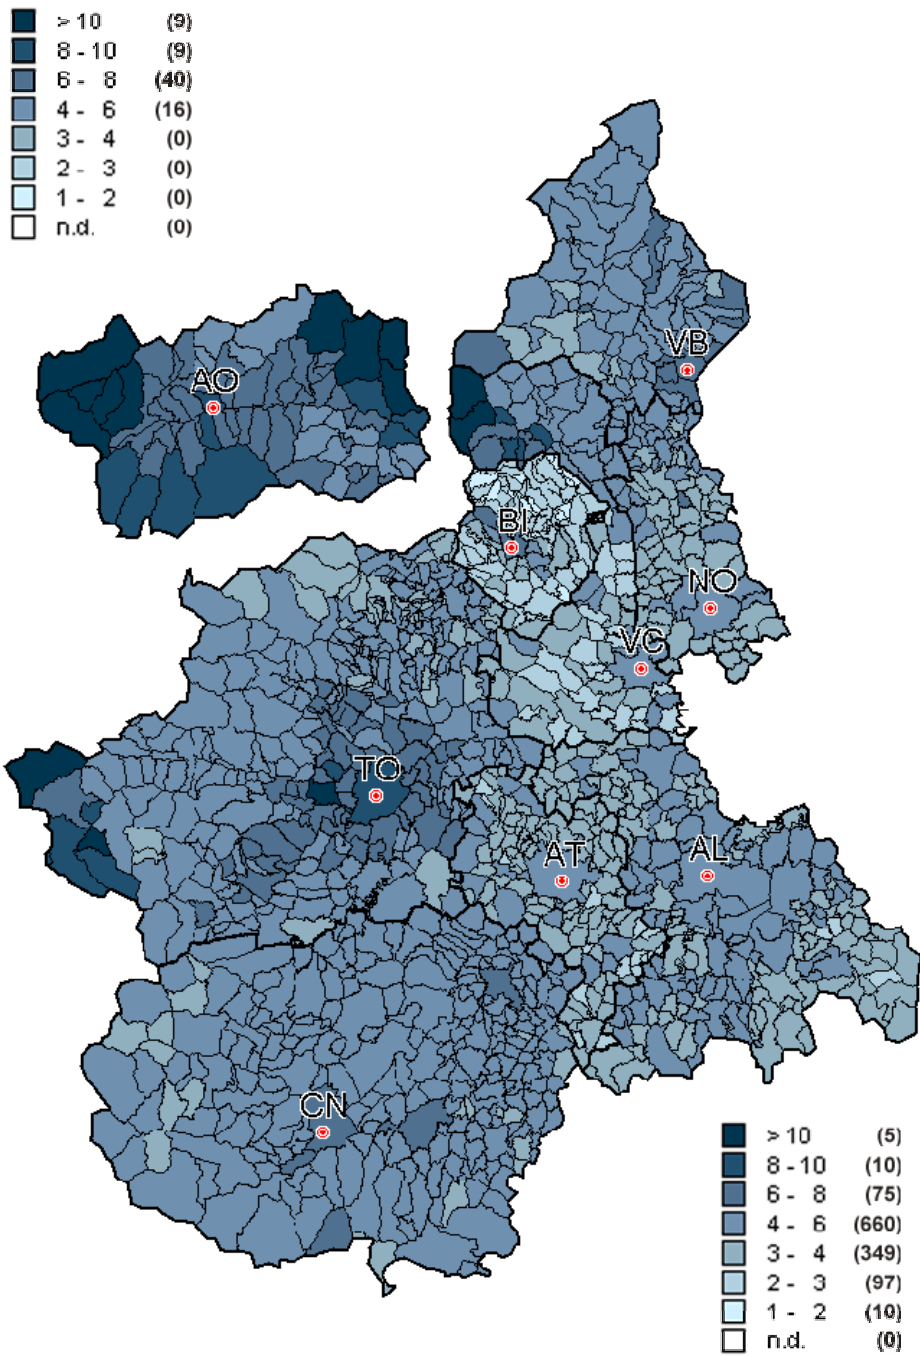 > 10 (9)
8 - 10 (9)
6 - 8 (40)
4 - 6 (16)
3 - 4 (0)
2 - 3 (0)
1 - 2 (0)
n.d. (0)
VB
AO
BI
NO
VC
TO
AT
AL
CN
> 10 (5)
8 - 10 (10)
6 - 8 (75)
4 - 6 (660)
3 - 4 (349)
2 - 3 (97)
1 - 2 (10)
n.d. (0)